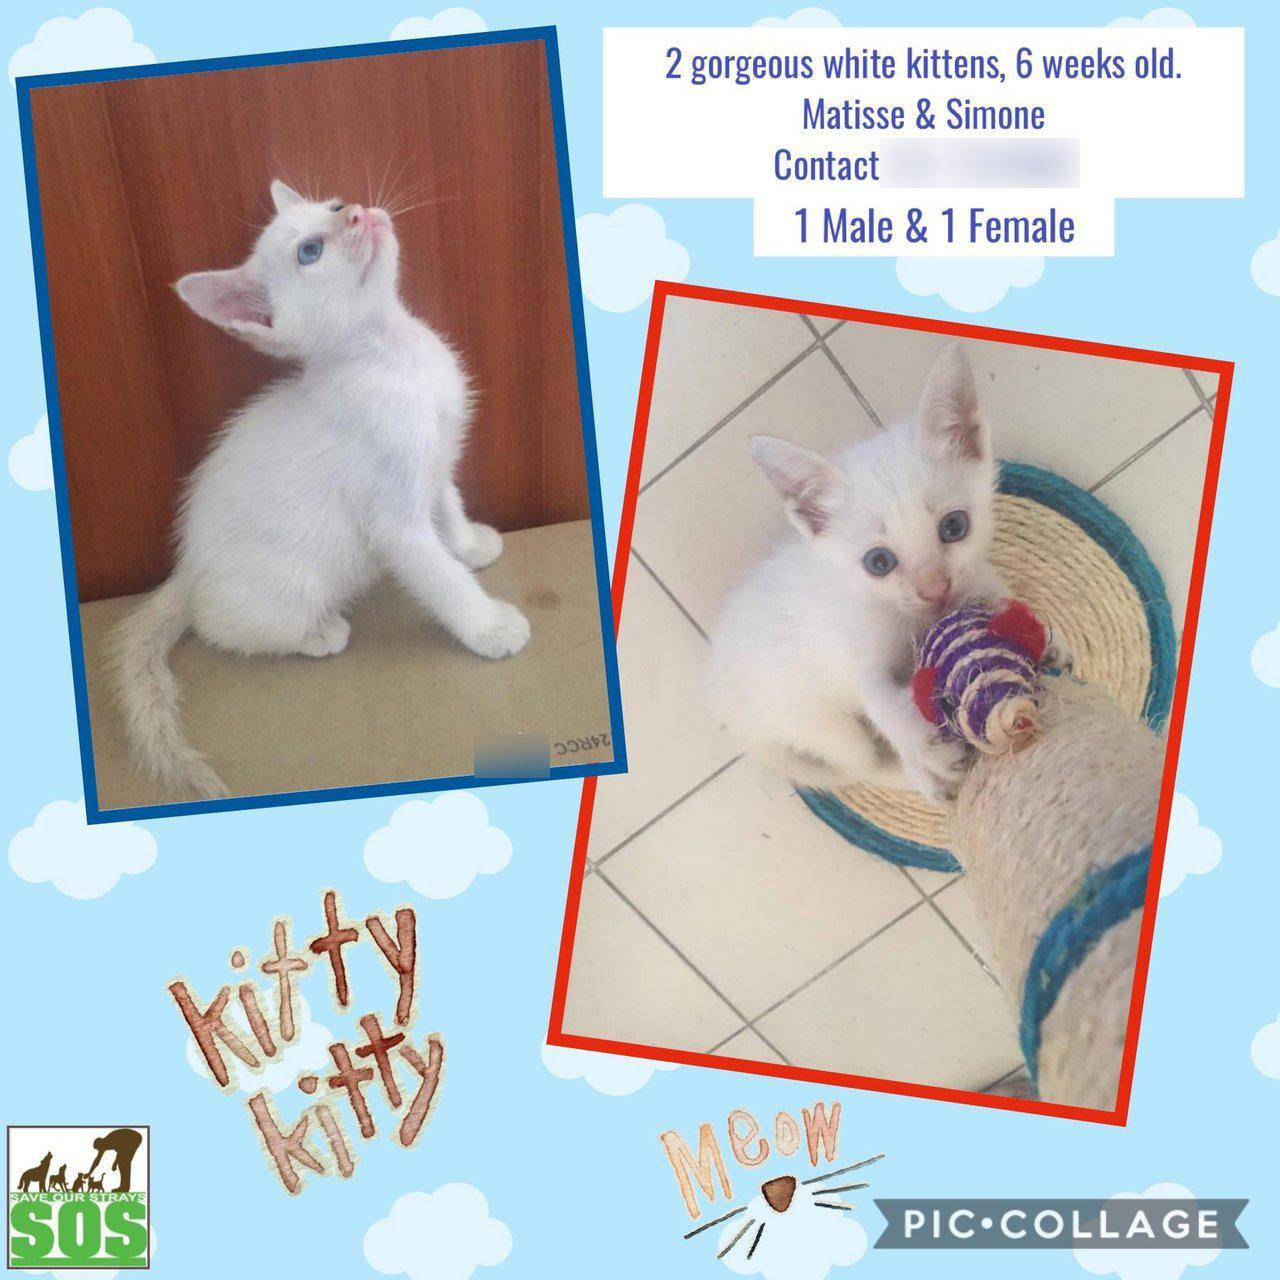 2 gorgeous white kittens, 6 weeks old.
Matisse & Simone
Contact
1 Male & 1 Female
24RCC
kitty
kitty
Meow
SAVE OUR STRAYS
SOS
PIC•COLLAGE